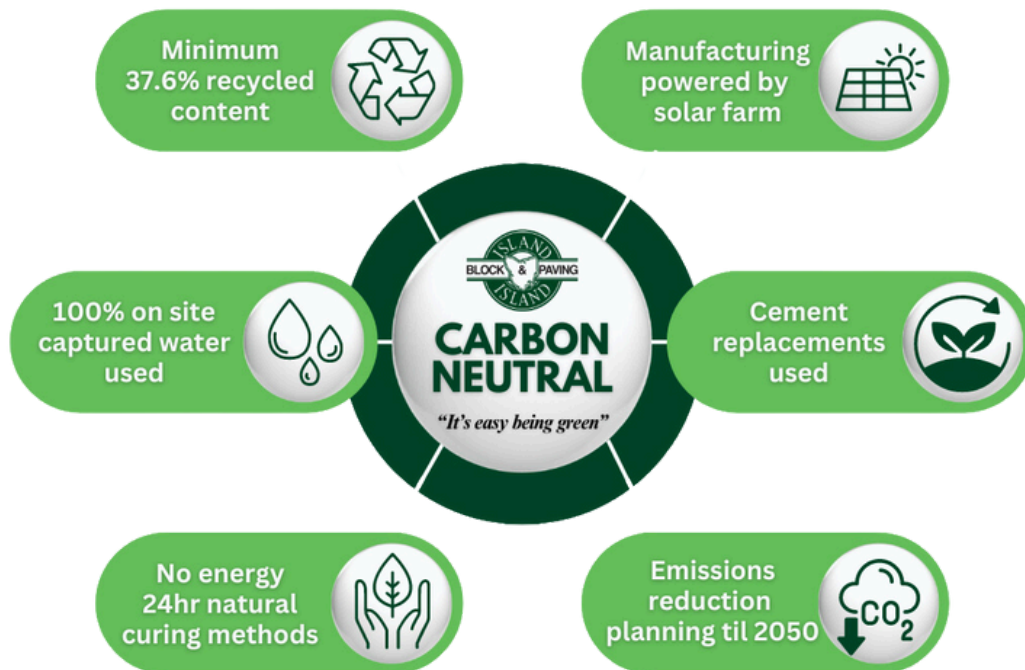 Minimum
37.6% recycled
content
Manufacturing
powered by
solar farm
100% on site
captured water
used
ISLAND
BLOCK & PAVING
ISLAND
CARBON
NEUTRAL
“It’s easy being green”
Cement
replacements
used
No energy
24hr natural
curing methods
Emissions
reduction
planning til 2050
CO2